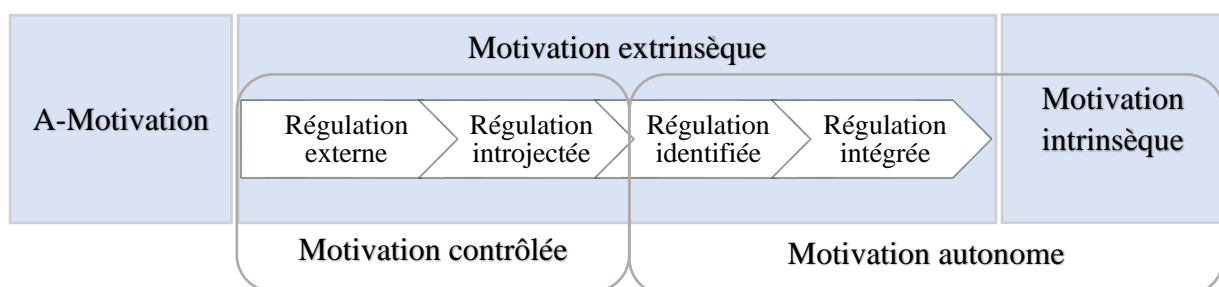 Motivation extrinsèque
A-Motivation
Régulation
externe
Régulation
introjectée
Régulation
identifiée
Régulation
intégrée
Motivation
intrinsèque
Motivation contrôlée
Motivation autonome